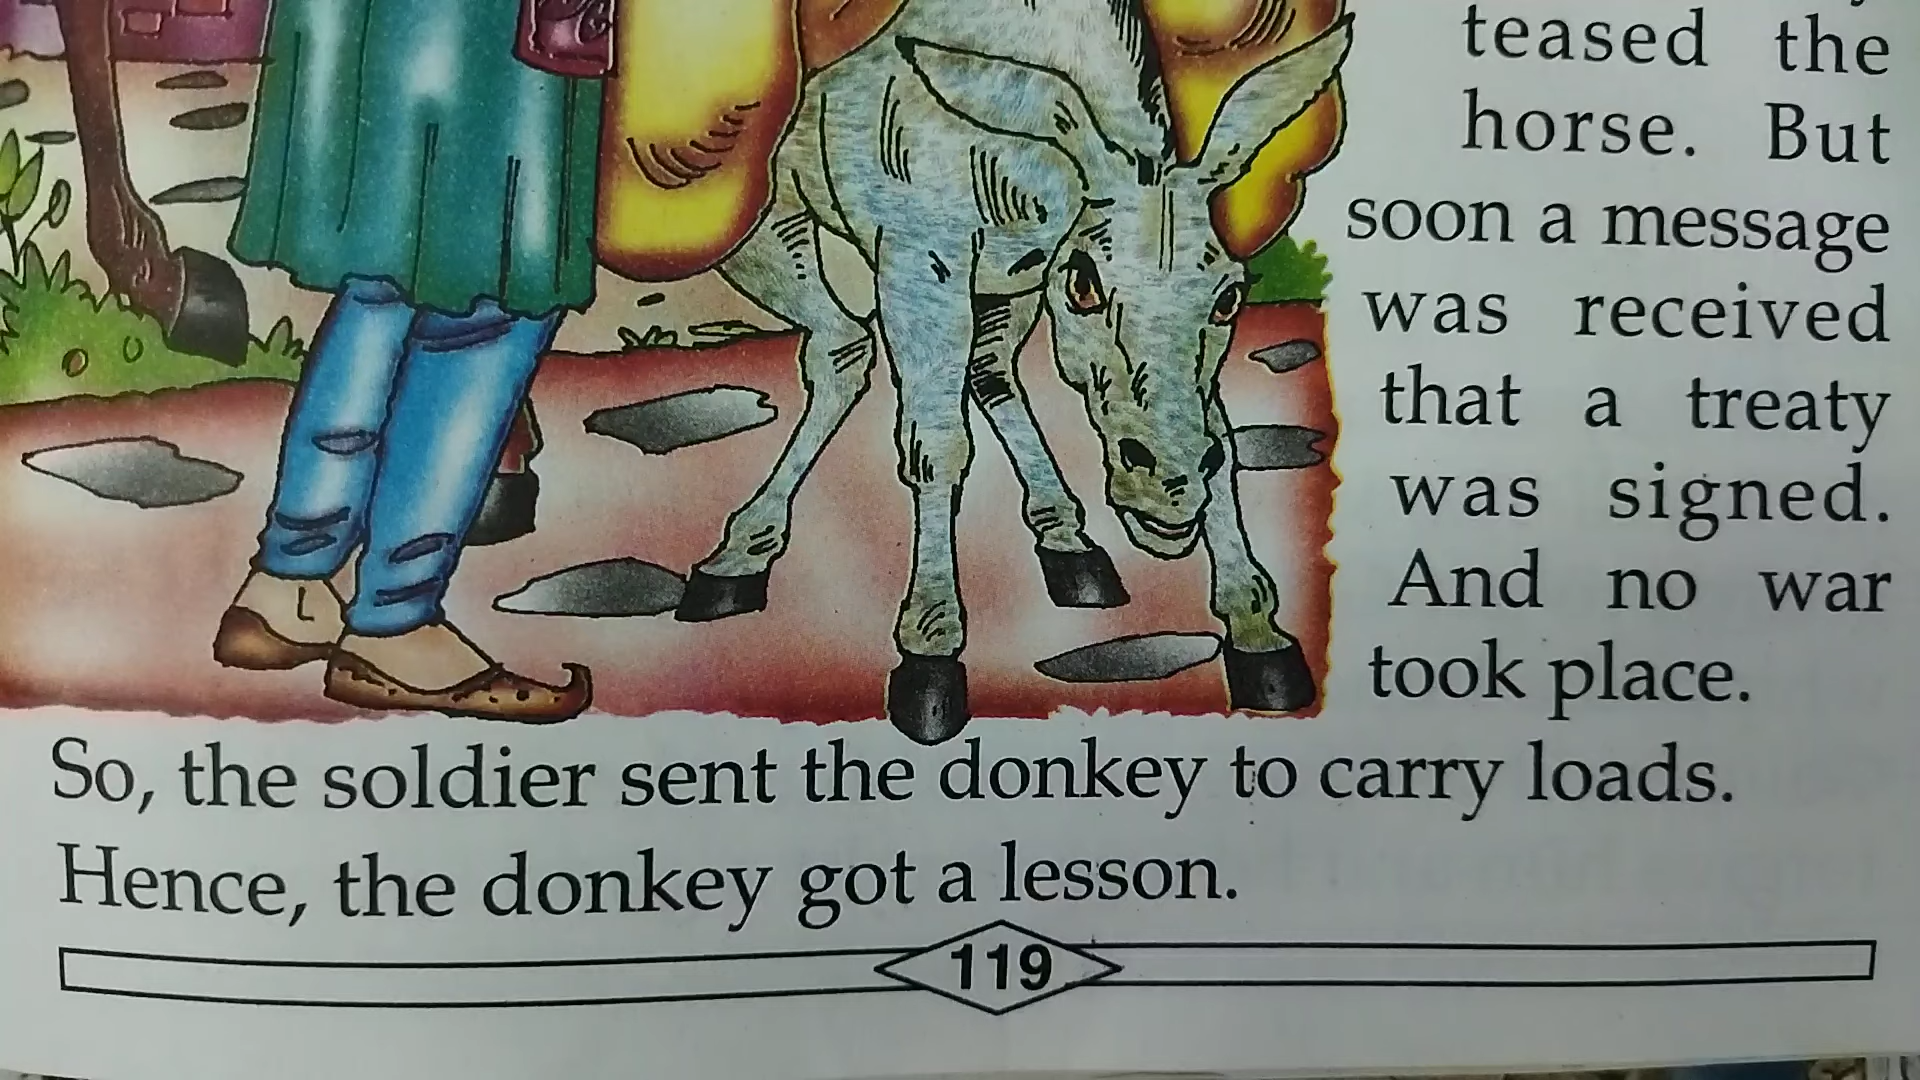 teased the
horse. But
soon a message
was received
that a treaty
was signed.
And no war
took place.
So, the soldier sent the donkey to carry loads.
Hence, the donkey got a lesson.
119